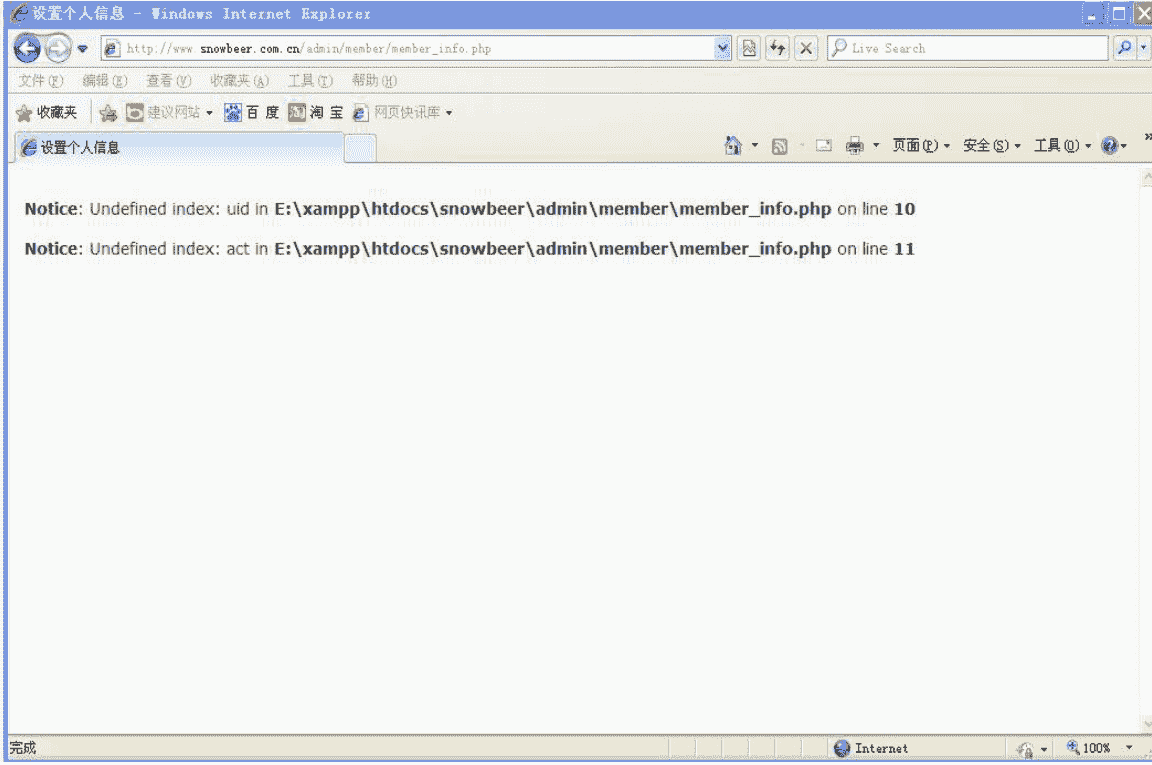 设置个人信息 - Windows Internet Explorer
http://www.snowbeer.com.cn/admin/member/member_info.php
Live Search
文件(F) 编辑(E) 查看(V) 收藏夹(A) 工具(T) 帮助(H)
收藏夹 建议网站 百度 淘宝 网页快讯库
设置个人信息
页面(P) 安全(S) 工具(O)
Notice: Undefined index: uid in E:\xampp\htdocs\snowbeer\admin\member\member_info.php on line 10
Notice: Undefined index: act in E:\xampp\htdocs\snowbeer\admin\member\member_info.php on line 11
完成 Internet 100%